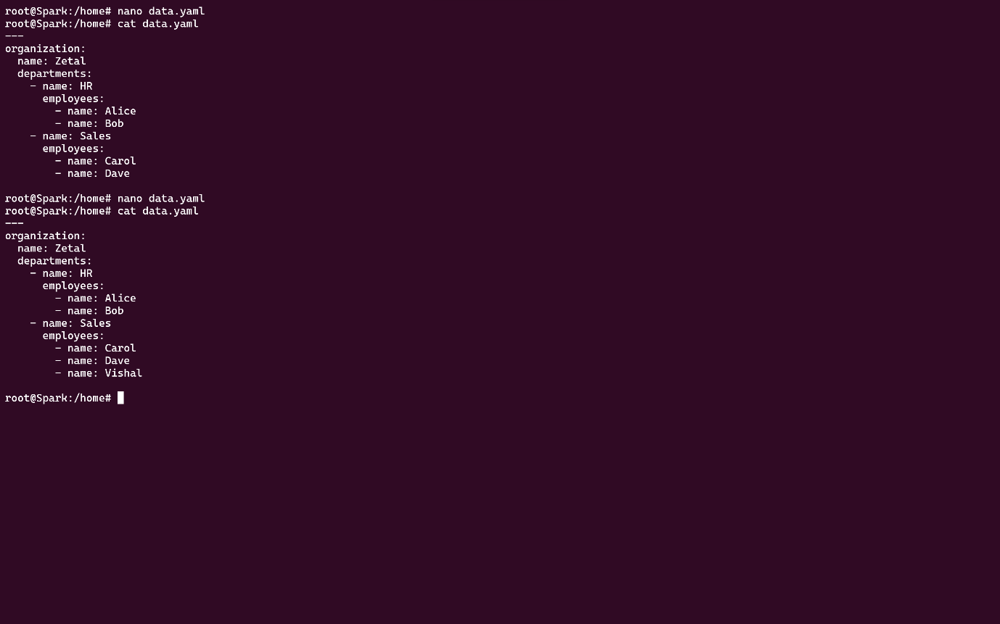 root@Spark:/home# nano data.yaml
root@Spark:/home# cat data.yaml
---
organization:
  name: Zetal
  departments:
    - name: HR
      employees:
        - name: Alice
        - name: Bob
    - name: Sales
      employees:
        - name: Carol
        - name: Dave

root@Spark:/home# nano data.yaml
root@Spark:/home# cat data.yaml
---
organization:
  name: Zetal
  departments:
    - name: HR
      employees:
        - name: Alice
        - name: Bob
    - name: Sales
      employees:
        - name: Carol
        - name: Dave
        - name: Vishal

root@Spark:/home#